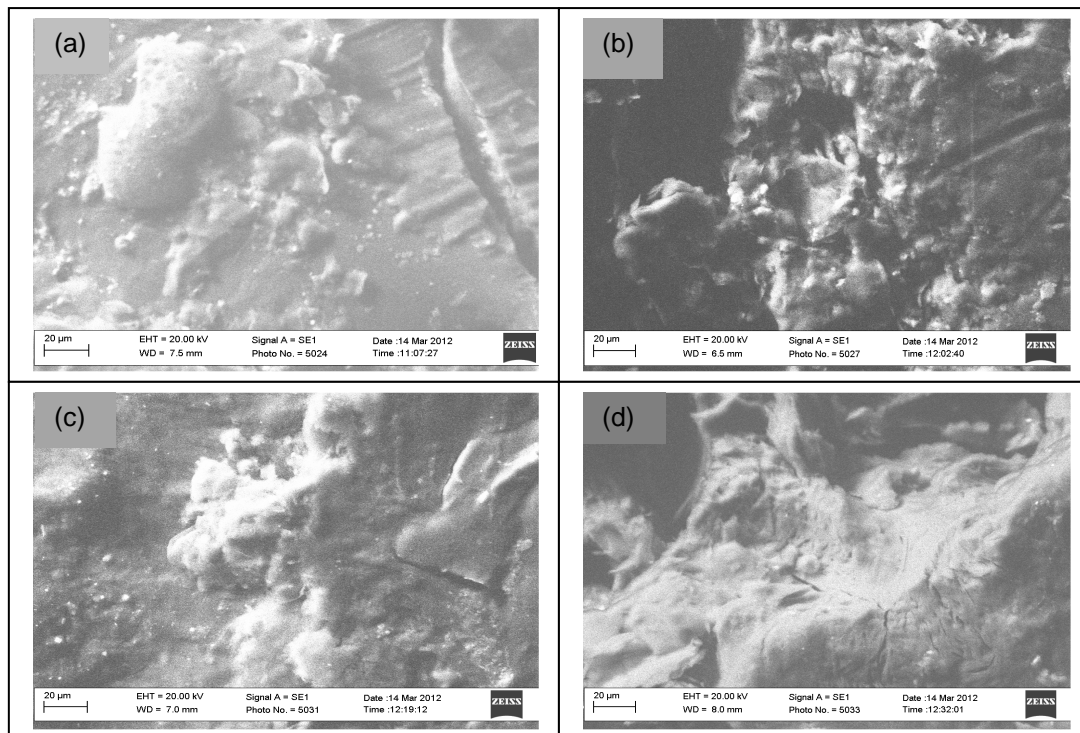 (a)
20 µm EHT = 20.00 kV Signal A = SE1 Date :14 Mar 2012 ZEISS
WD = 7.5 mm Photo No. = 5024 Time :11:07:27
(b)
20 µm EHT = 20.00 kV Signal A = SE1 Date :14 Mar 2012 ZEISS
WD = 6.5 mm Photo No. = 5027 Time :12:02:40
(c)
20 µm EHT = 20.00 kV Signal A = SE1 Date :14 Mar 2012 ZEISS
WD = 7.0 mm Photo No. = 5031 Time :12:19:12
(d)
20 µm EHT = 20.00 kV Signal A = SE1 Date :14 Mar 2012 ZEISS
WD = 8.0 mm Photo No. = 5033 Time :12:32:01